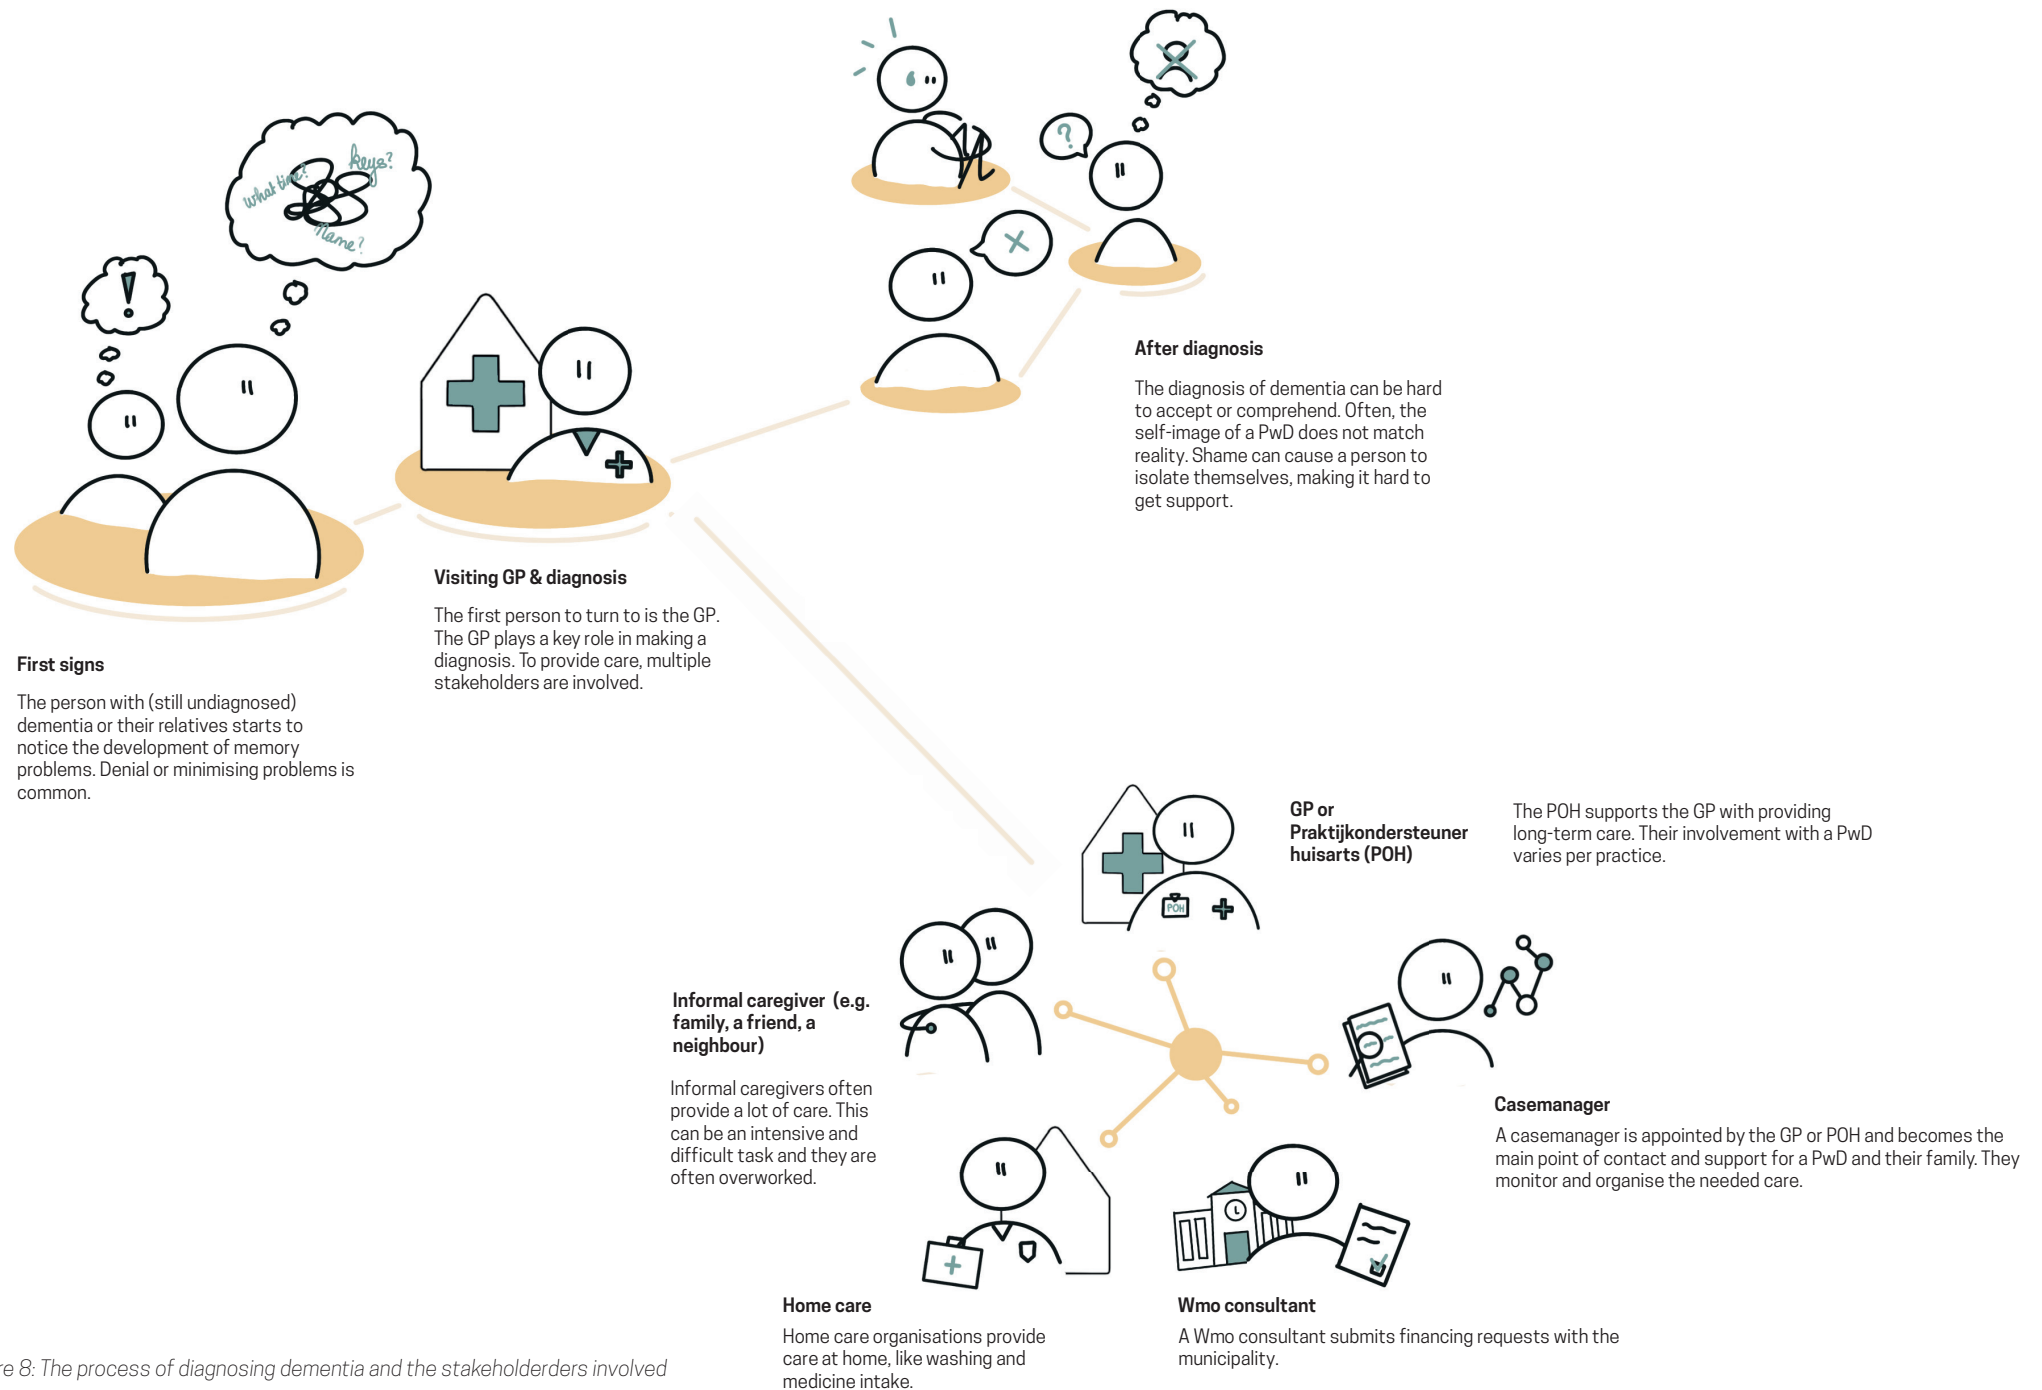 what time?
keys?
Name?
!
?
First signs
The person with (still undiagnosed)
dementia or their relatives starts to
notice the development of memory
problems. Denial or minimising problems is
common.
Visiting GP & diagnosis
The first person to turn to is the GP.
The GP plays a key role in making a
diagnosis. To provide care, multiple
stakeholders are involved.
After diagnosis
The diagnosis of dementia can be hard
to accept or comprehend. Often, the
self-image of a PwD does not match
reality. Shame can cause a person to
isolate themselves, making it hard to
get support.
GP or
Praktijkondersteuner
huisarts (POH)
The POH supports the GP with providing
long-term care. Their involvement with a PwD
varies per practice.
POH
Informal caregiver (e.g.
family, a friend, a
neighbour)
Informal caregivers often
provide a lot of care. This
can be an intensive and
difficult task and they are
often overworked.
Casemanager
A casemanager is appointed by the GP or POH and becomes the
main point of contact and support for a PwD and their family. They
monitor and organise the needed care.
Home care
Home care organisations provide
care at home, like washing and
medicine intake.
Wmo consultant
A Wmo consultant submits financing requests with the
municipality.
re 8: The process of diagnosing dementia and the stakeholderders involved